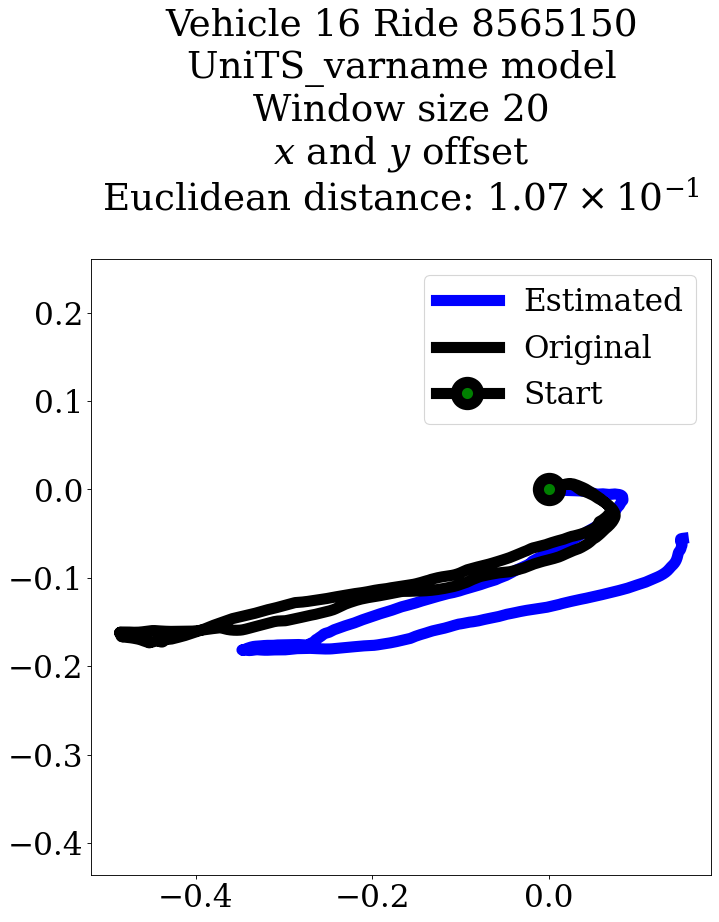 Vehicle 16 Ride 8565150
UniTS_varname model
Window size 20
x and y offset
Euclidean distance: 1.07 × 10⁻¹
Estimated
Original
Start
0.2
0.1
0.0
−0.1
−0.2
−0.3
−0.4
−0.4 −0.2 0.0